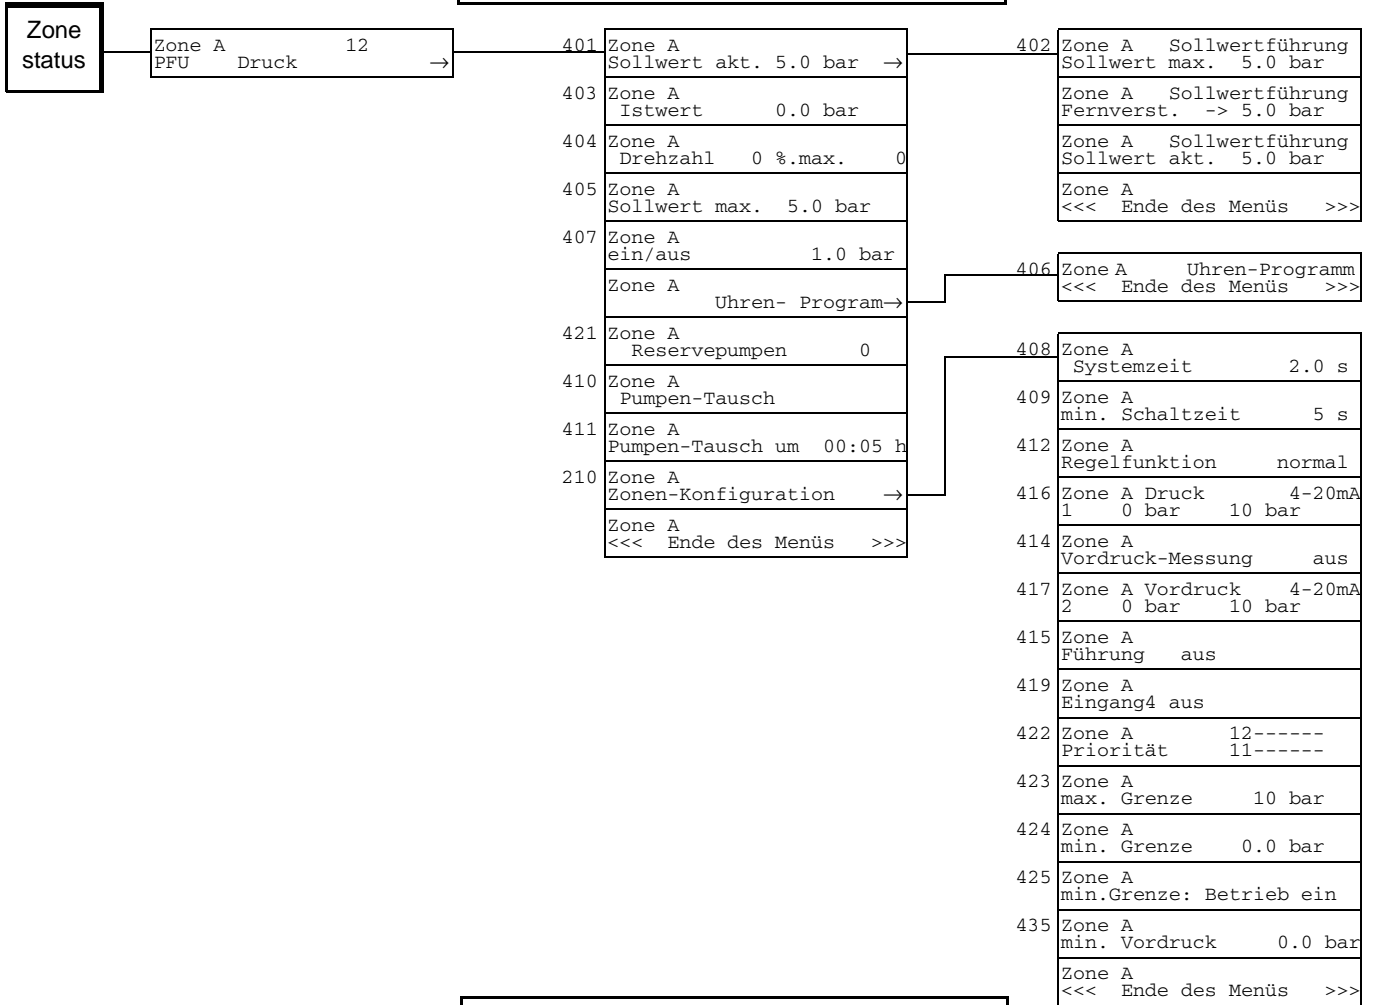 Zone
status
Zone A 12
PFU Druck →
401 Zone A
Sollwert akt. 5.0 bar →
403 Zone A
Istwert 0.0 bar
404 Zone A
Drehzahl 0 %.max. 0
405 Zone A
Sollwert max. 5.0 bar
407 Zone A
ein/aus 1.0 bar
Zone A
Uhren- Program→
421 Zone A
Reservepumpen 0
410 Zone A
Pumpen-Tausch
411 Zone A
Pumpen-Tausch um 00:05 h
210 Zone A
Zonen-Konfiguration →
Zone A
<<< Ende des Menüs >>>
402 Zone A Sollwertführung
Sollwert max. 5.0 bar
Zone A Sollwertführung
Fernverst. -> 5.0 bar
Zone A Sollwertführung
Sollwert akt. 5.0 bar
Zone A
<<< Ende des Menüs >>>
406 Zone A Uhren-Programm
<<< Ende des Menüs >>>
408 Zone A
Systemzeit 2.0 s
409 Zone A
min. Schaltzeit 5 s
412 Zone A
Regelfunktion normal
416 Zone A Druck 4-20mA
1 0 bar 10 bar
414 Zone A
Vordruck-Messung aus
417 Zone A Vordruck 4-20mA
2 0 bar 10 bar
415 Zone A
Führung aus
419 Zone A
Eingang4 aus
422 Zone A 12------
Priorität 11------
423 Zone A
max. Grenze 10 bar
424 Zone A
min. Grenze 0.0 bar
425 Zone A
min.Grenze: Betrieb ein
435 Zone A
min. Vordruck 0.0 bar
Zone A
<<< Ende des Menüs >>>